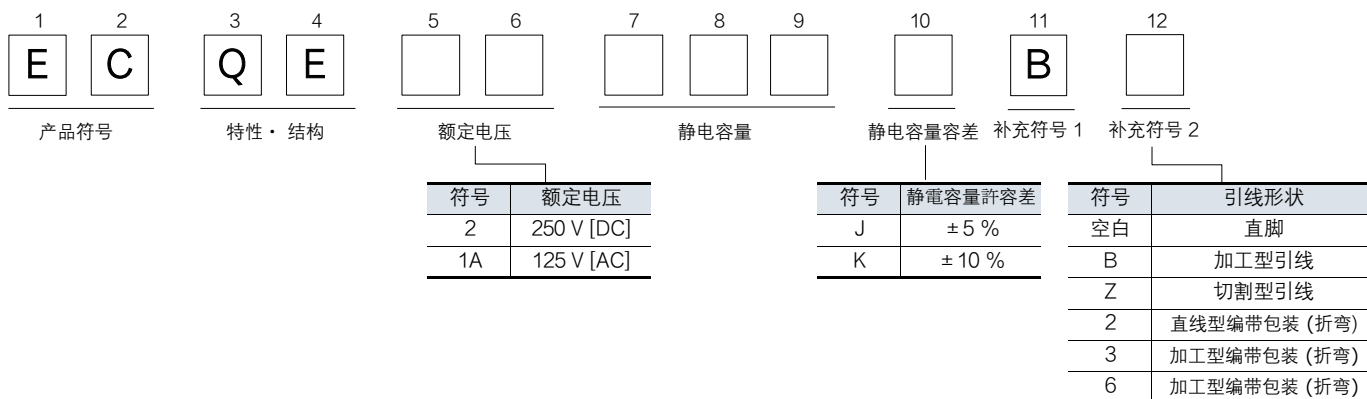 1 2 3 4 5 6 7 8 9 10 11 12
E C Q E B
产品符号 特性・结构 额定电压 静电容量 静电容量容差 补充符号 1 补充符号 2
符号 额定电压
2 250 V [DC]
1A 125 V [AC]
符号 静電容量許容差
J ±5 %
K ±10 %
符号 引线形状
空白 直脚
B 加工型引线
Z 切割型引线
2 直线型编带包装 (折弯)
3 加工型编带包装 (折弯)
6 加工型编带包装 (折弯)